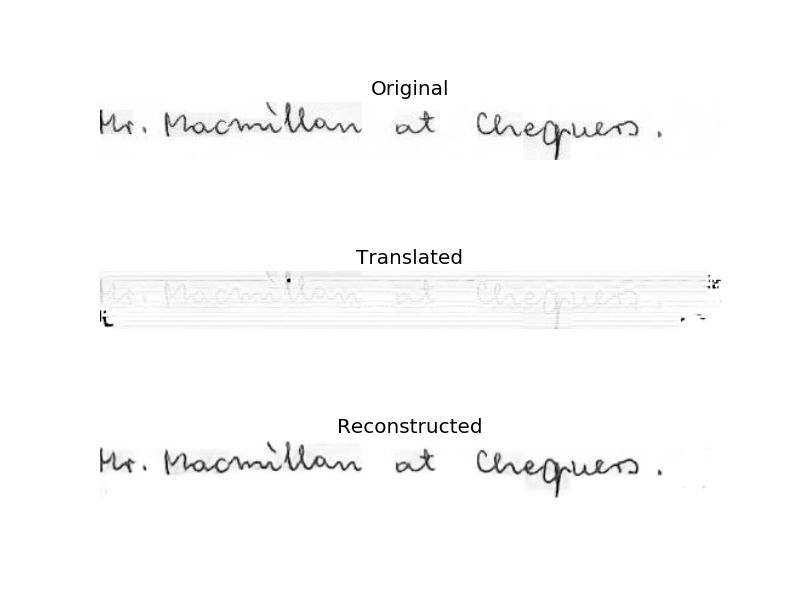 Original
Mr. Macmillan at Chequers.
Translated
Mr. Macmillan at Chequers.
Reconstructed
Mr. Macmillan at Chequers.